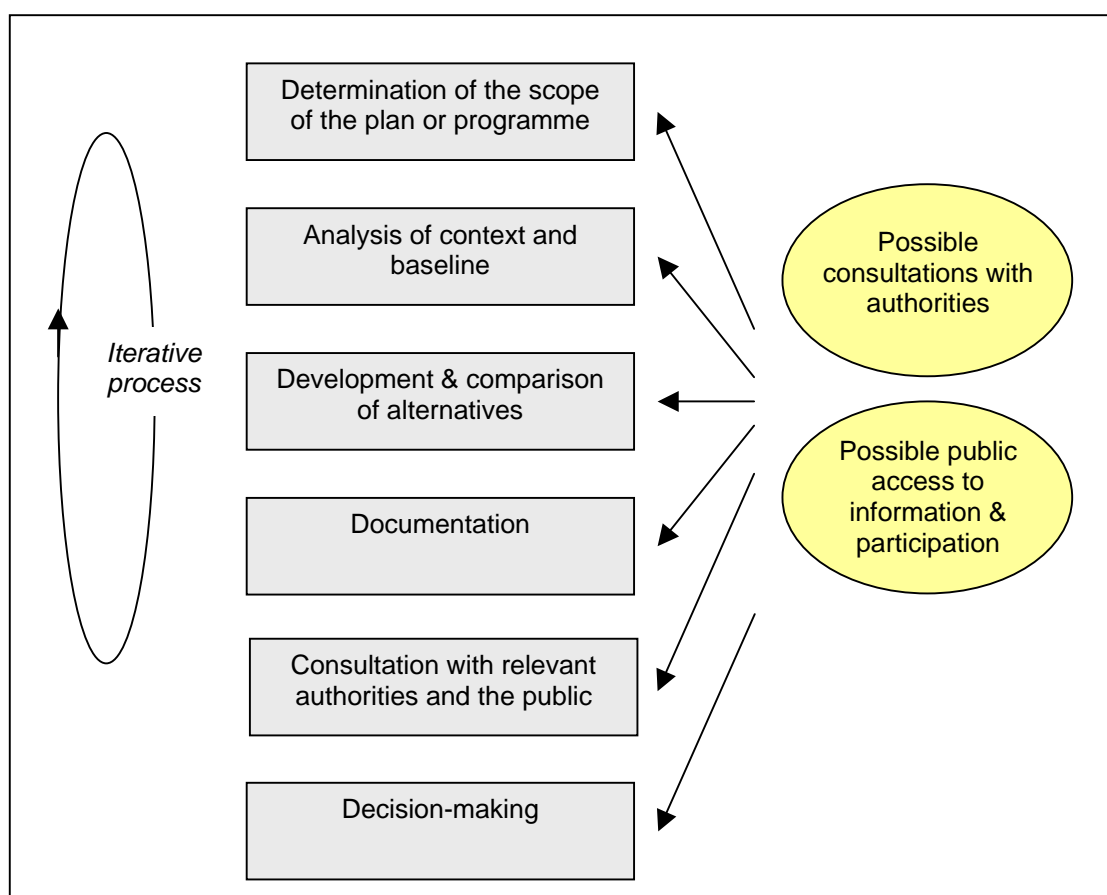 Determination of the scope
of the plan or programme
Analysis of context and
baseline
Iterative
process
Development & comparison
of alternatives
Documentation
Consultation with relevant
authorities and the public
Decision-making
Possible
consultations with
authorities
Possible public
access to
information &
participation